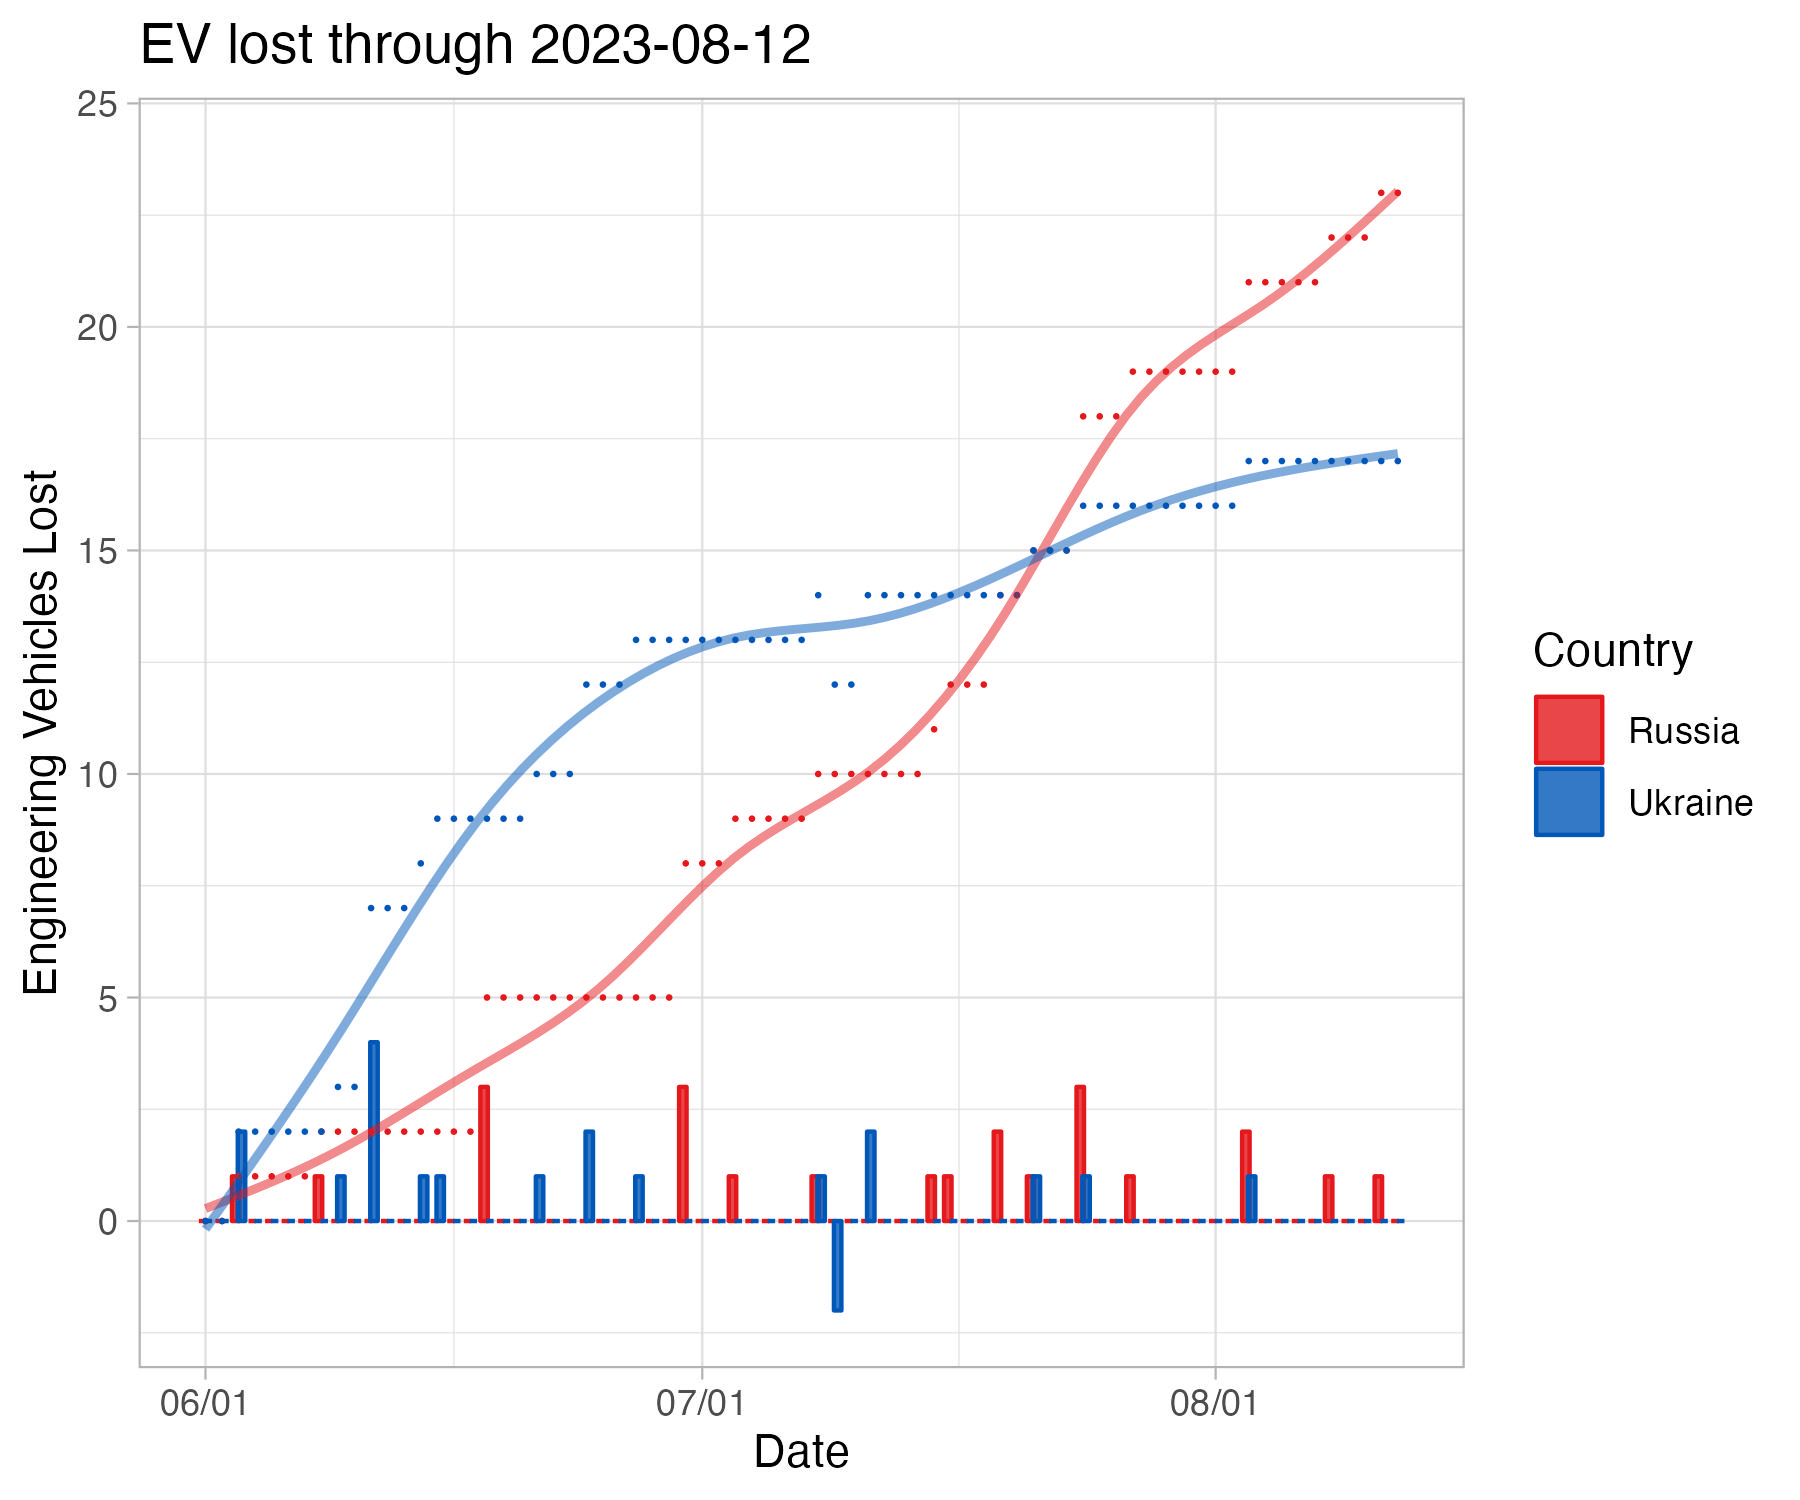 EV lost through 2023-08-12
25
20
15
10
5
0
Engineering Vehicles Lost
06/01
07/01
08/01
Date
Country
Russia
Ukraine